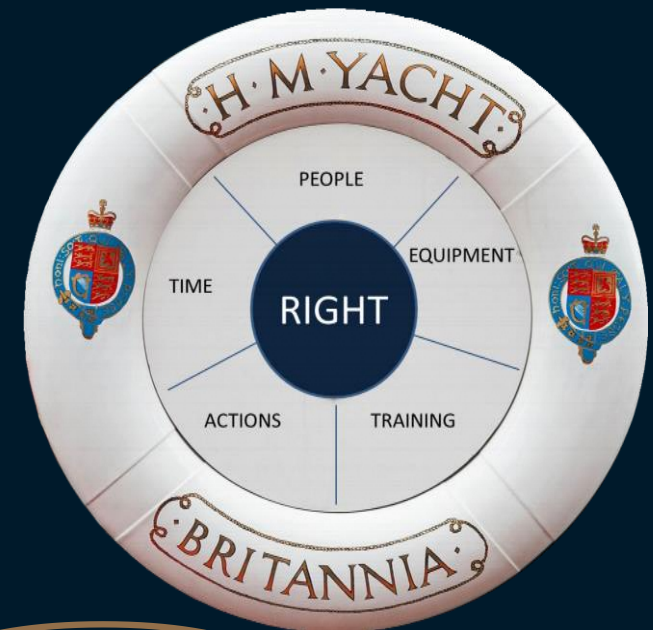 ·H·M·YACHT·
PEOPLE
EQUIPMENT
TIME
RIGHT
ACTIONS
TRAINING
·BRITANNIA·